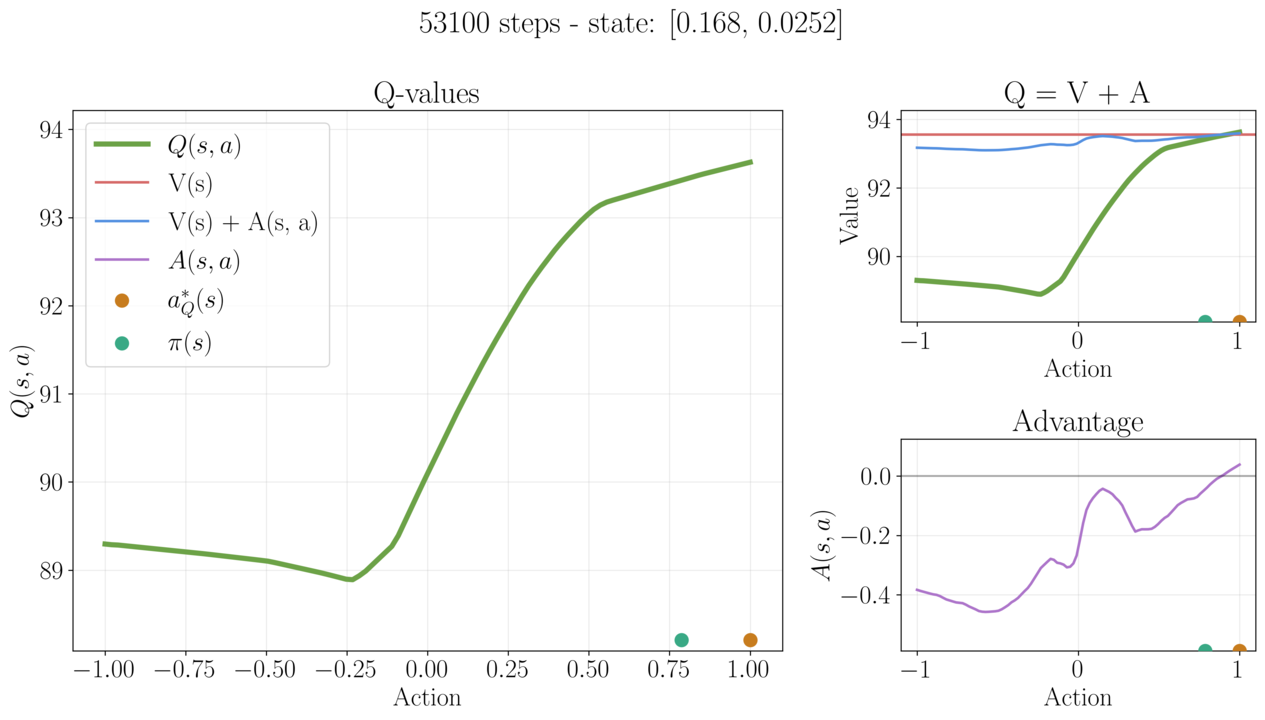 53100 steps - state: [0.168, 0.0252]
Q-values
Q(s, a)
94
93
92
91
90
89
Q(s, a)
V(s)
V(s) + A(s, a)
A(s, a)
a*_Q(s)
π(s)
−1.00 −0.75 −0.50 −0.25 0.00 0.25 0.50 0.75 1.00
Action
Q = V + A
Value
94
92
90
−1 0 1
Action
Advantage
A(s, a)
0.0
−0.2
−0.4
−1 0 1
Action